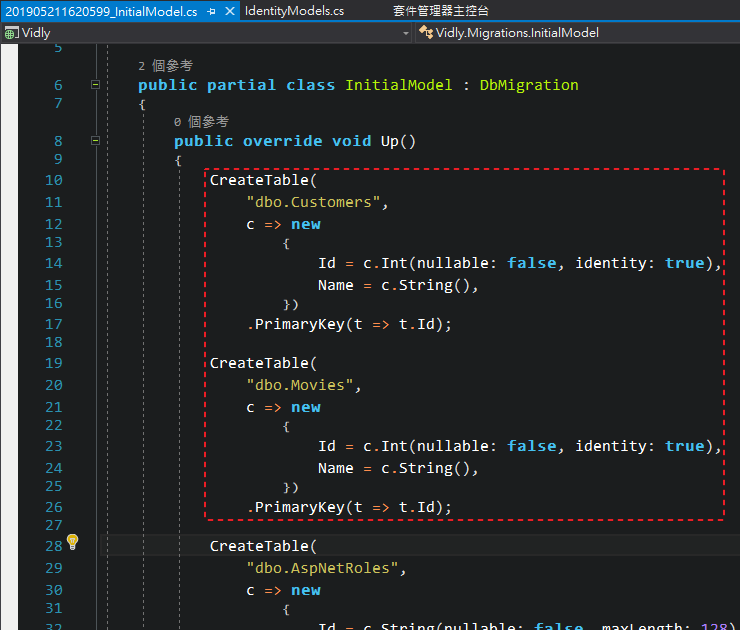 201905211620599_InitialModel.cs IdentityModels.cs 套件管理器主控台
Vidly Vidly.Migrations.InitialModel
5
2 個參考
6 public partial class InitialModel : DbMigration
7 {
0 個參考
8 public override void Up()
9 {
10 CreateTable(
11 "dbo.Customers",
12 c => new
13 {
14 Id = c.Int(nullable: false, identity: true),
15 Name = c.String(),
16 })
17 .PrimaryKey(t => t.Id);
18
19 CreateTable(
20 "dbo.Movies",
21 c => new
22 {
23 Id = c.Int(nullable: false, identity: true),
24 Name = c.String(),
25 })
26 .PrimaryKey(t => t.Id);
27
28 CreateTable(
29 "dbo.AspNetRoles",
30 c => new
31 {
32 Id = c.String(nullable: false, maxLength: 128)